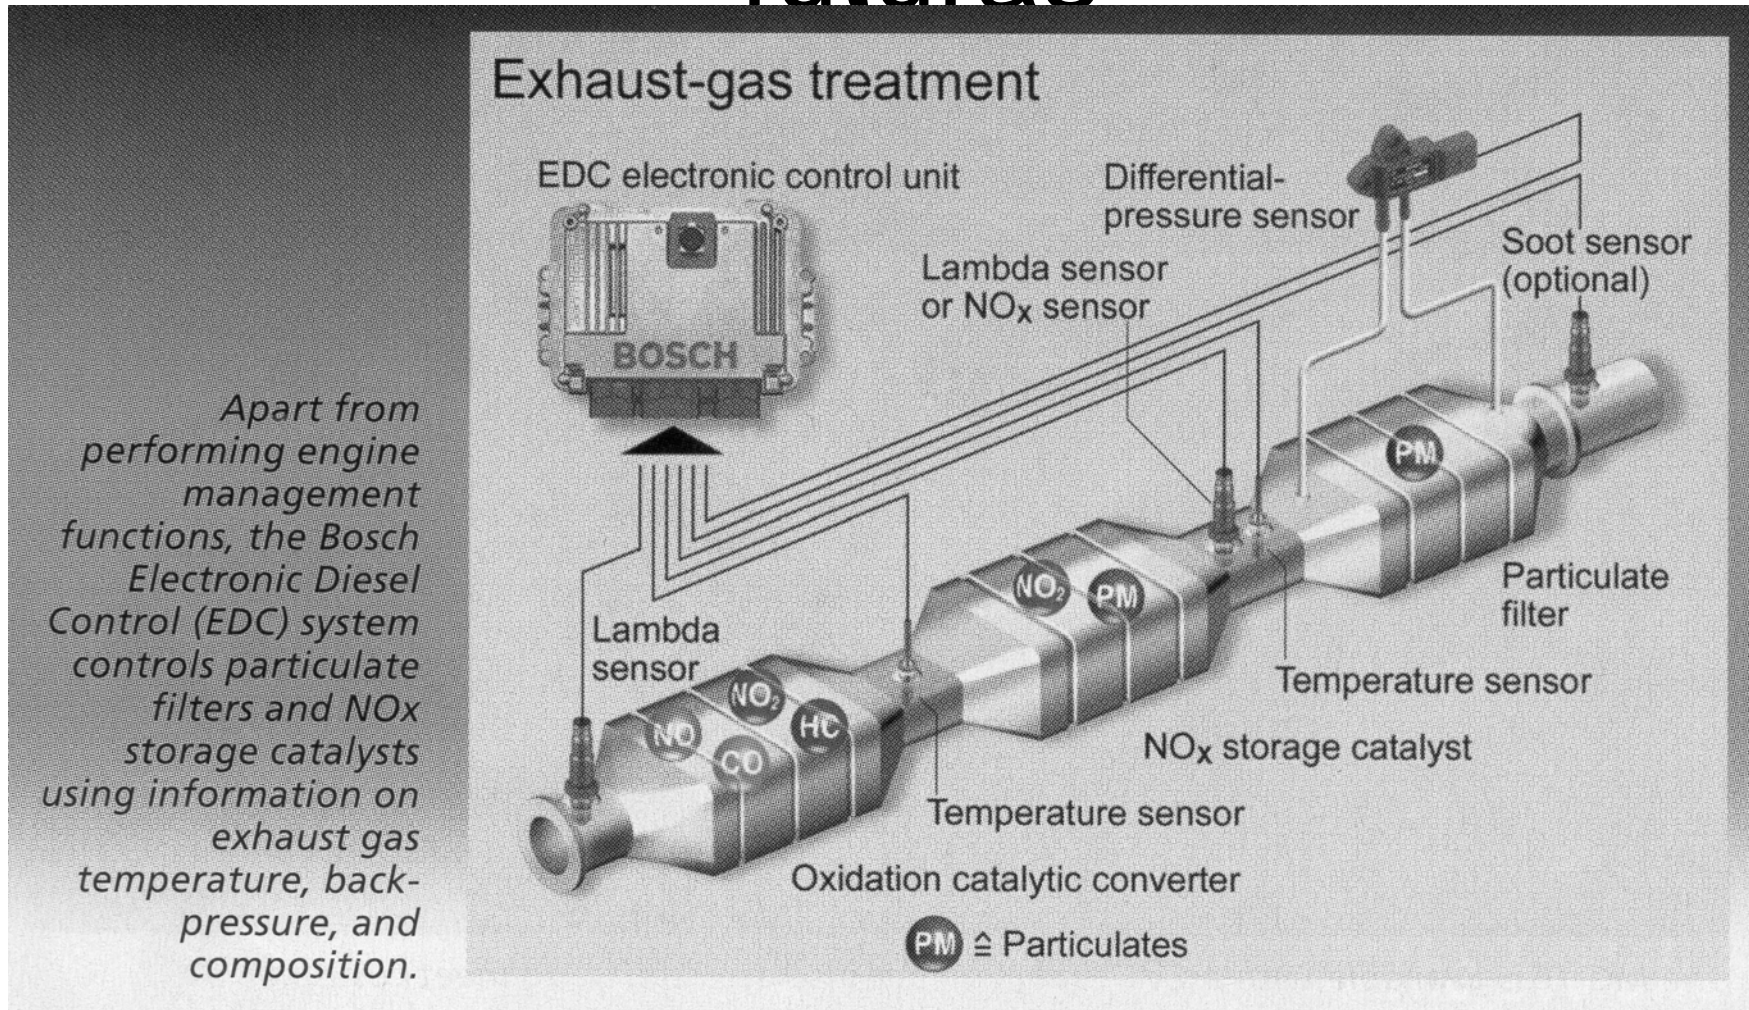 Exhaust-gas treatment
EDC electronic control unit
BOSCH
Differential-
pressure sensor
Soot sensor
(optional)
Lambda sensor
or NOx sensor
PM
Particulate
filter
NO2
PM
Temperature sensor
NOx storage catalyst
Lambda
sensor
NO
NO2
CO
HC
Temperature sensor
Oxidation catalytic converter
PM ≙ Particulates
Apart from
performing engine
management
functions, the Bosch
Electronic Diesel
Control (EDC) system
controls particulate
filters and NOx
storage catalysts
using information on
exhaust gas
temperature, back-
pressure, and
composition.